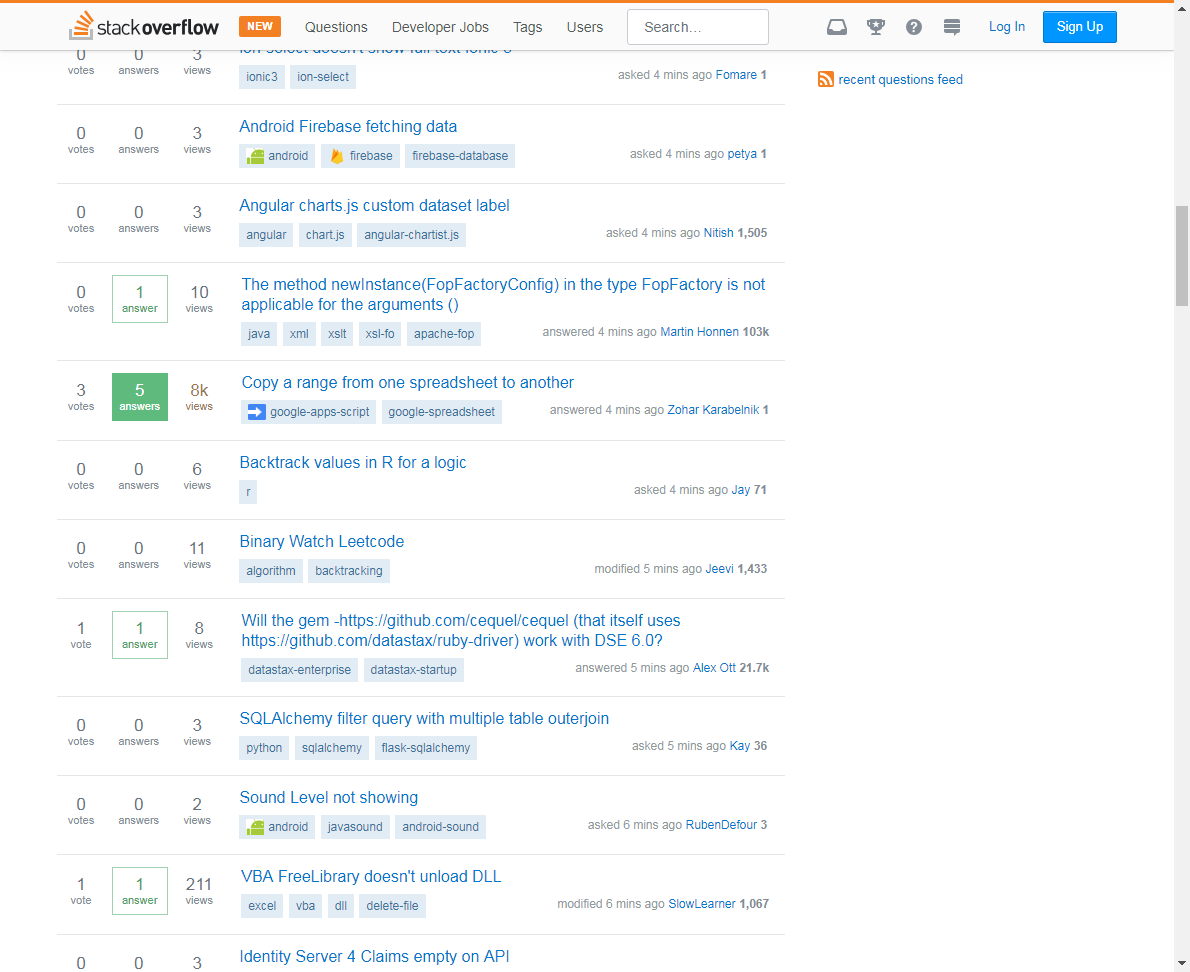 stackoverflow NEW Questions Developer Jobs Tags Users Search... Log In Sign Up
ion-select doesn't show full text ionic 3
0 0 3
votes answers views
ionic3 ion-select
asked 4 mins ago Fomare 1
recent questions feed
Android Firebase fetching data
0 0 3
votes answers views
android firebase firebase-database
asked 4 mins ago petya 1
Angular charts.js custom dataset label
0 0 3
votes answers views
angular chart.js angular-chartist.js
asked 4 mins ago Nitish 1,505
The method newInstance(FopFactoryConfig) in the type FopFactory is not
applicable for the arguments ()
0 1 10
votes answer views
java xml xslt xsl-fo apache-fop
answered 4 mins ago Martin Honnen 103k
Copy a range from one spreadsheet to another
3 5 8k
votes answers views
google-apps-script google-spreadsheet
answered 4 mins ago Zohar Karabelnik 1
Backtrack values in R for a logic
0 0 6
votes answers views
r
asked 4 mins ago Jay 71
Binary Watch Leetcode
0 0 11
votes answers views
algorithm backtracking
modified 5 mins ago Jeevi 1,433
Will the gem -https://github.com/cequel/cequel (that itself uses
https://github.com/datastax/ruby-driver) work with DSE 6.0?
1 1 8
vote answer views
datastax-enterprise datastax-startup
answered 5 mins ago Alex Ott 21.7k
SQLAlchemy filter query with multiple table outerjoin
0 0 3
votes answers views
python sqlalchemy flask-sqlalchemy
asked 5 mins ago Kay 36
Sound Level not showing
0 0 2
votes answers views
android javasound android-sound
asked 6 mins ago RubenDefour 3
VBA FreeLibrary doesn't unload DLL
1 1 211
vote answer views
excel vba dll delete-file
modified 6 mins ago SlowLearner 1,067
Identity Server 4 Claims empty on API
0 0 3